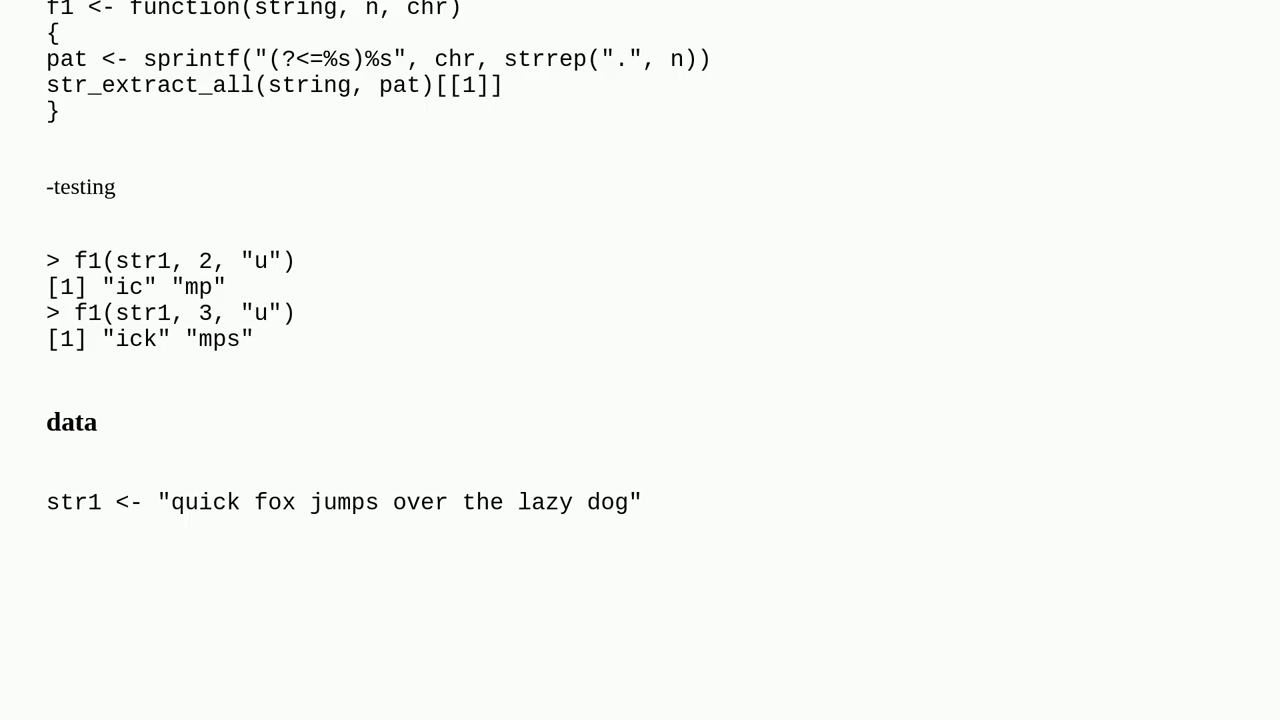 f1 <- function(string, n, chr)
{
pat <- sprintf("(?<=%s)%s", chr, strrep(".", n))
str_extract_all(string, pat)[[1]]
}
-testing
> f1(str1, 2, "u")
[1] "ic" "mp"
> f1(str1, 3, "u")
[1] "ick" "mps"
data
str1 <- "quick fox jumps over the lazy dog"